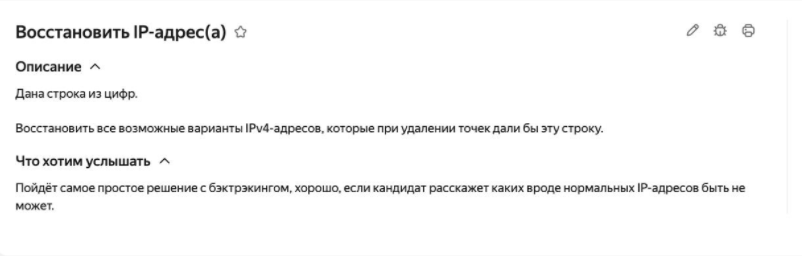 Восстановить IP-адрес(а)
Описание
Дана строка из цифр.
Восстановить все возможные варианты IPv4-адресов, которые при удалении точек дали бы эту строку.
Что хотим услышать
Пойдёт самое простое решение с бэктрэкингом, хорошо, если кандидат расскажет каких вроде нормальных IP-адресов быть не
может.